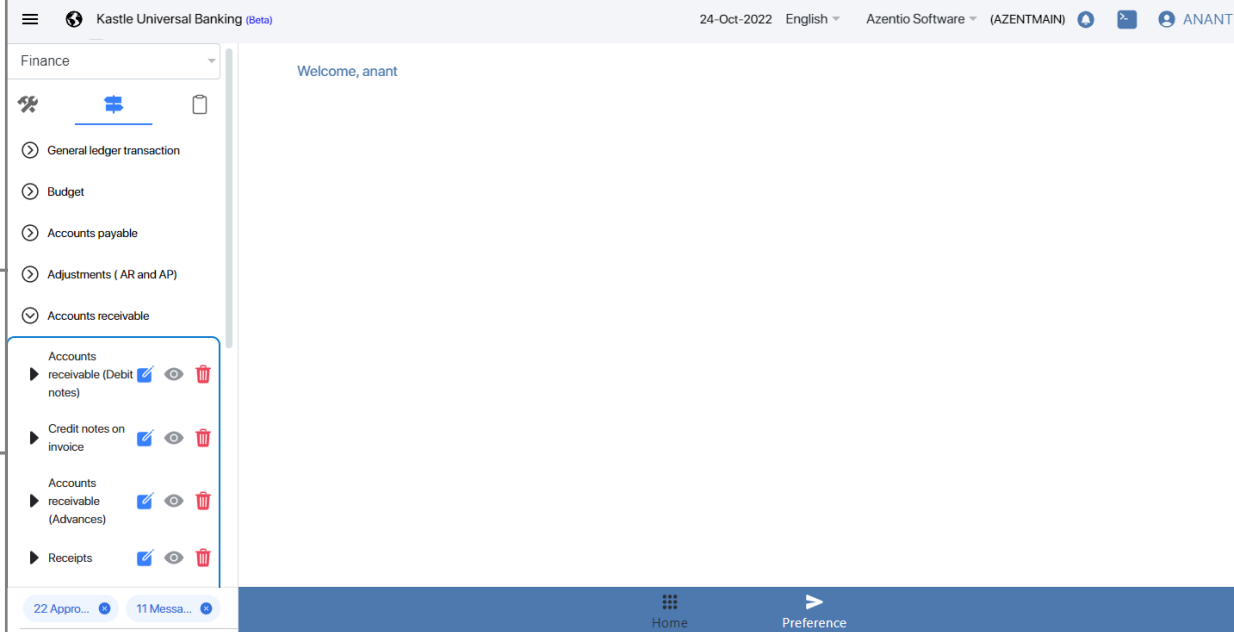 Kastle Universal Banking (Beta)
24-Oct-2022 English Azentio Software (AZENTMAIN) ANANT
Finance
Welcome, anant
General ledger transaction
Budget
Accounts payable
Adjustments ( AR and AP)
Accounts receivable
Accounts
receivable (Debit
notes)
Credit notes on
invoice
Accounts
receivable
(Advances)
Receipts
22 Appro...
11 Messa...
Home
Preference